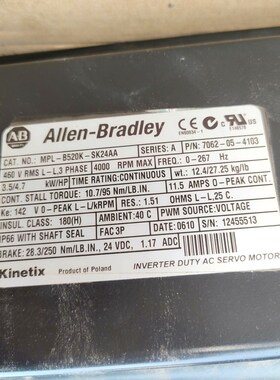 AB
Allen-Bradley
CAT. NO.: MPL-B520K-SK24AA SERIES: A P/N: 7062-05-4103
460 V RMS L-L,3 PHASE 4000 RPM MAX FREQ: 0-267 Hz
3.5/4.7 kW/HP TIME RATING:CONTINUOUS wt. 12.4/27.25 kg/lb
CONT. STALL TORQUE: 10.7/95 Nm/LB.IN. 11.5 AMPS O-PEAK CONT.
Ke: 142 V O-PEAK L-L/kRPM RES: 1.51 OHMS L-L,25 C.
INSUL. CLASS: 180(H) AMBIENT:40 C PWM SOURCE:VOLTAGE
IP66 WITH SHAFT SEAL FAC 3P DATE:0610 S/N: 12455513
BRAKE: 28.3/250 Nm/LB.IN, 24 VDC, 1.17 ADC
Kinetix Product of Poland INVERTER DUTY AC SERVO MOTOR